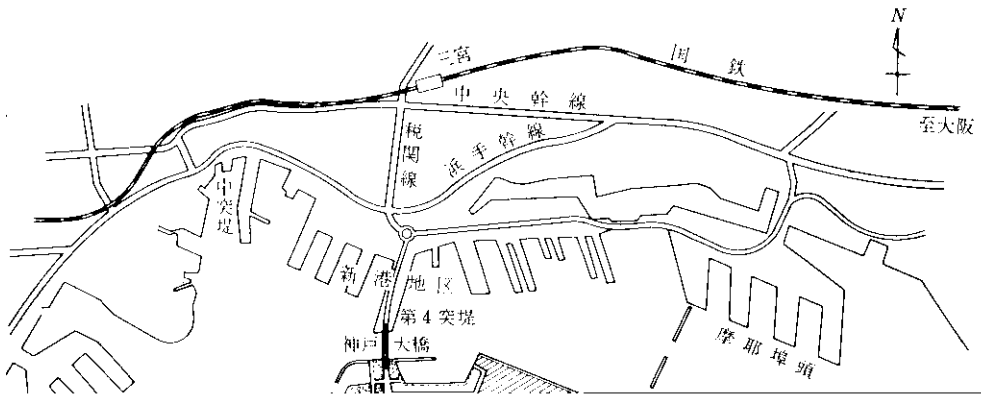 N
三宮
国鉄
中央幹線
至大阪
税関線
浜手幹線
中突堤
新港地区
第4突堤
神戸大橋
摩耶埠頭